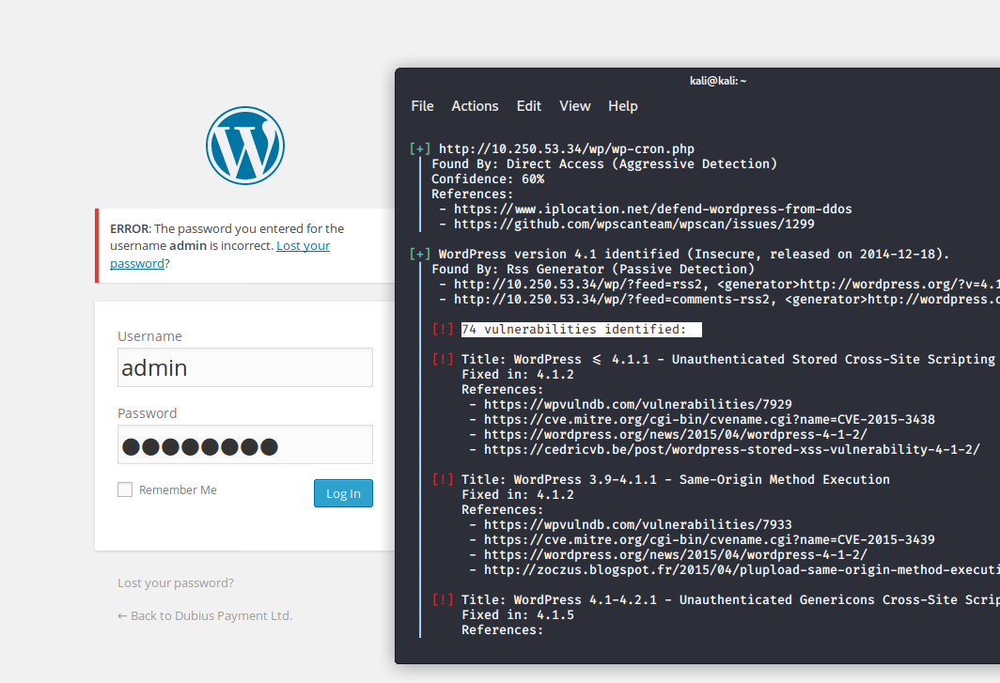 ERROR: The password you entered for the
username admin is incorrect. Lost your
password?
Username
admin
Password
Remember Me
Log In
Lost your password?
← Back to Dubius Payment Ltd.
kali@kali: ~
File Actions Edit View Help
[+] http://10.250.53.34/wp/wp-cron.php
Found By: Direct Access (Aggressive Detection)
Confidence: 60%
References:
- https://www.iplocation.net/defend-wordpress-from-ddos
- https://github.com/wpscanteam/wpscan/issues/1299
[+] WordPress version 4.1 identified (Insecure, released on 2014-12-18).
Found By: Rss Generator (Passive Detection)
- http://10.250.53.34/wp/?feed=rss2, <generator>http://wordpress.org/?v=4.1
- http://10.250.53.34/wp/?feed=comments-rss2, <generator>http://wordpress.o
[!] 74 vulnerabilities identified:
[!] Title: WordPress <= 4.1.1 - Unauthenticated Stored Cross-Site Scripting
Fixed in: 4.1.2
References:
- https://wpvulndb.com/vulnerabilities/7929
- https://cve.mitre.org/cgi-bin/cvename.cgi?name=CVE-2015-3438
- https://wordpress.org/news/2015/04/wordpress-4-1-2/
- https://cedricvb.be/post/wordpress-stored-xss-vulnerability-4-1-2/
[!] Title: WordPress 3.9-4.1.1 - Same-Origin Method Execution
Fixed in: 4.1.2
References:
- https://wpvulndb.com/vulnerabilities/7933
- https://cve.mitre.org/cgi-bin/cvename.cgi?name=CVE-2015-3439
- https://wordpress.org/news/2015/04/wordpress-4-1-2/
- http://zoczus.blogspot.fr/2015/04/plupload-same-origin-method-executi
[!] Title: WordPress 4.1-4.2.1 - Unauthenticated Genericons Cross-Site Scrip
Fixed in: 4.1.5
References: